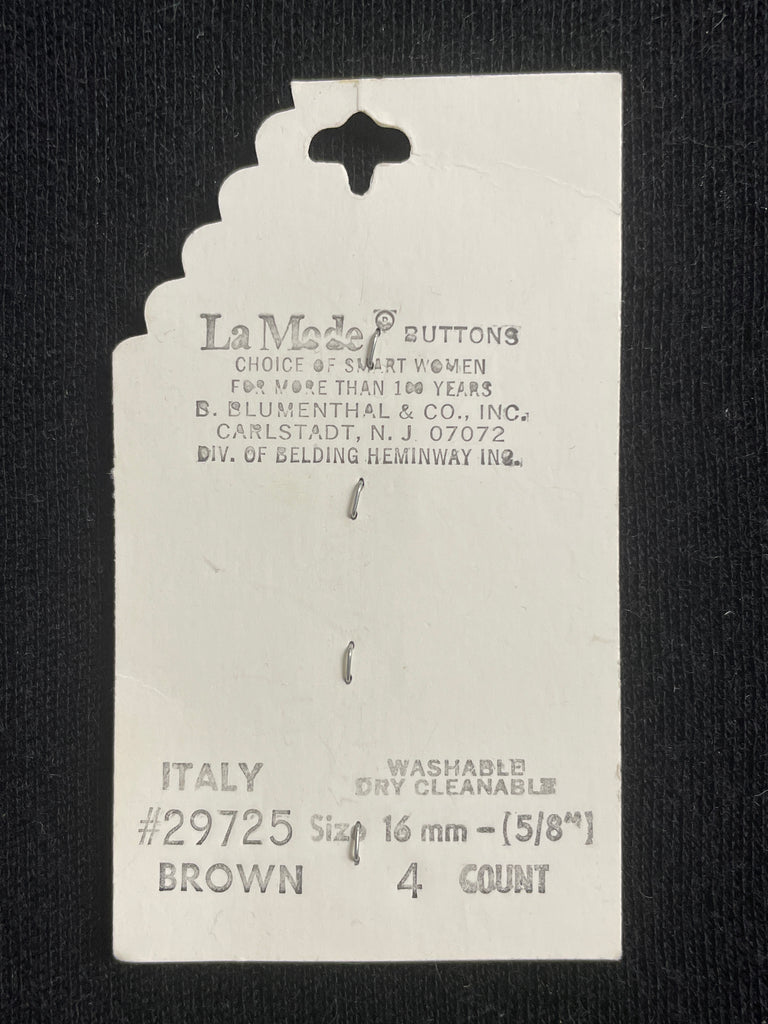 La Mode® BUTTONS
CHOICE OF SMART WOMEN
FOR MORE THAN 100 YEARS
B. BLUMENTHAL & CO., INC.
CARLSTADT, N. J. 07072
DIV. OF BELDING HEMINWAY INC.
ITALY
WASHABLE
DRY CLEANABLE
#29725 Size 16 mm - (5/8")
BROWN 4 COUNT